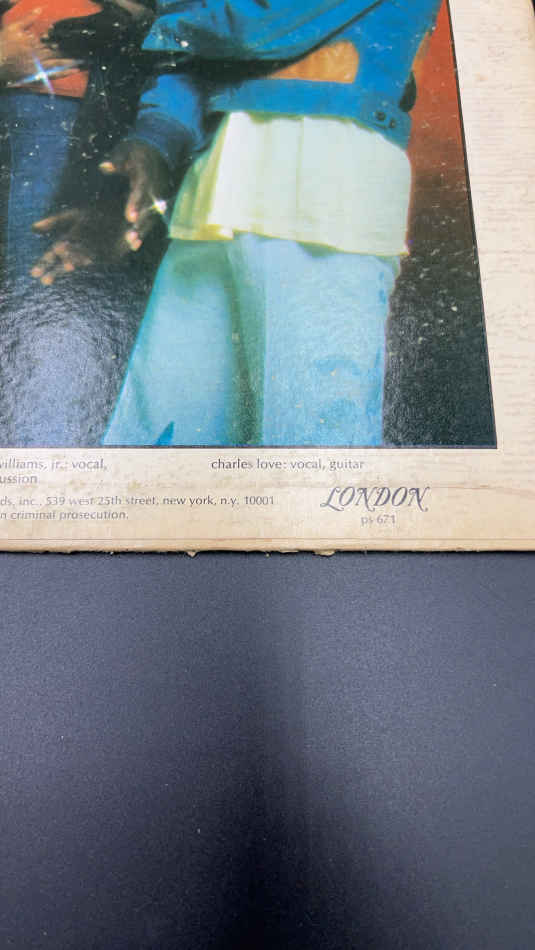 williams, jr.: vocal,
ussion
charles love: vocal, guitar
ds, inc., 539 west 25th street, new york, n.y. 10001
n criminal prosecution.
LONDON
ps 671